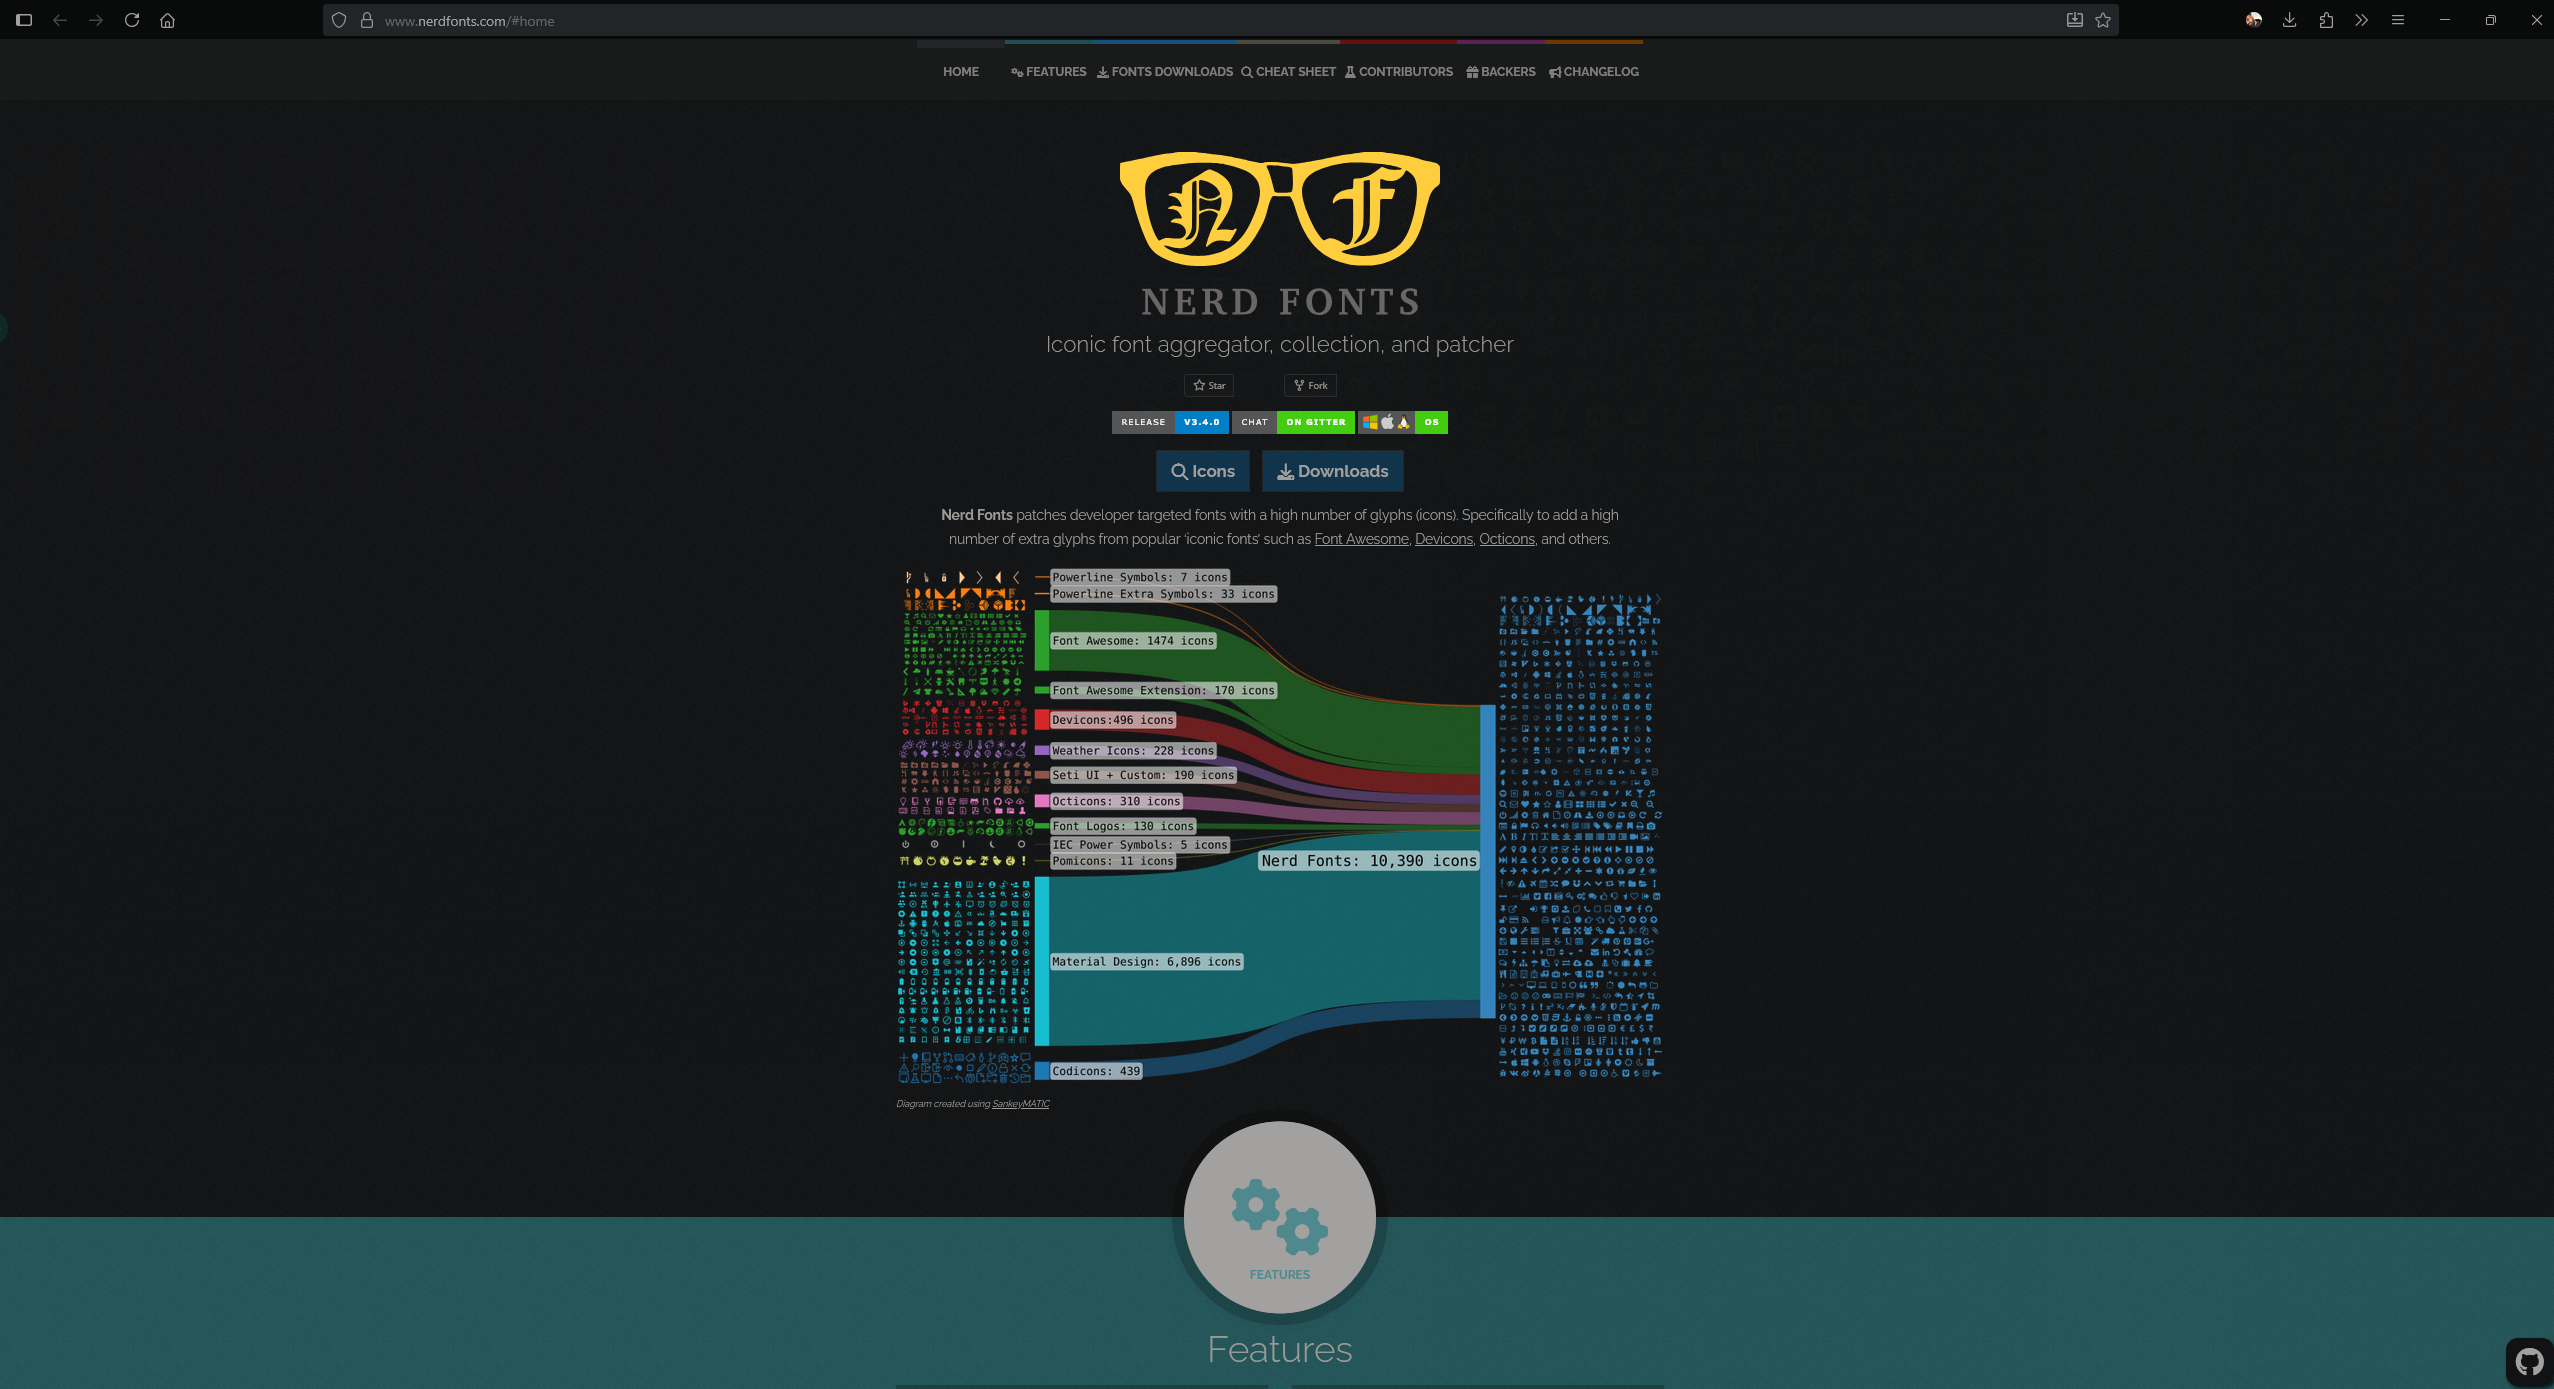 www.nerdfonts.com/#home
HOME FEATURES FONTS DOWNLOADS CHEAT SHEET CONTRIBUTORS BACKERS CHANGELOG
N F
NERD FONTS
Iconic font aggregator, collection, and patcher
Star Fork
RELEASE V3.4.0 CHAT ON GITTER OS
Icons Downloads
Nerd Fonts patches developer targeted fonts with a high number of glyphs (icons). Specifically to add a high
number of extra glyphs from popular ‘iconic fonts’ such as Font Awesome, Devicons, Octicons, and others.
Powerline Symbols: 7 icons
Powerline Extra Symbols: 33 icons
Font Awesome: 1474 icons
Font Awesome Extension: 170 icons
Devicons:496 icons
Weather Icons: 228 icons
Seti UI + Custom: 190 icons
Octicons: 310 icons
Font Logos: 130 icons
IEC Power Symbols: 5 icons
Pomicons: 11 icons
Nerd Fonts: 10,390 icons
Material Design: 6,896 icons
Codicons: 439
Diagram created using SankeyMATIC
FEATURES
Features